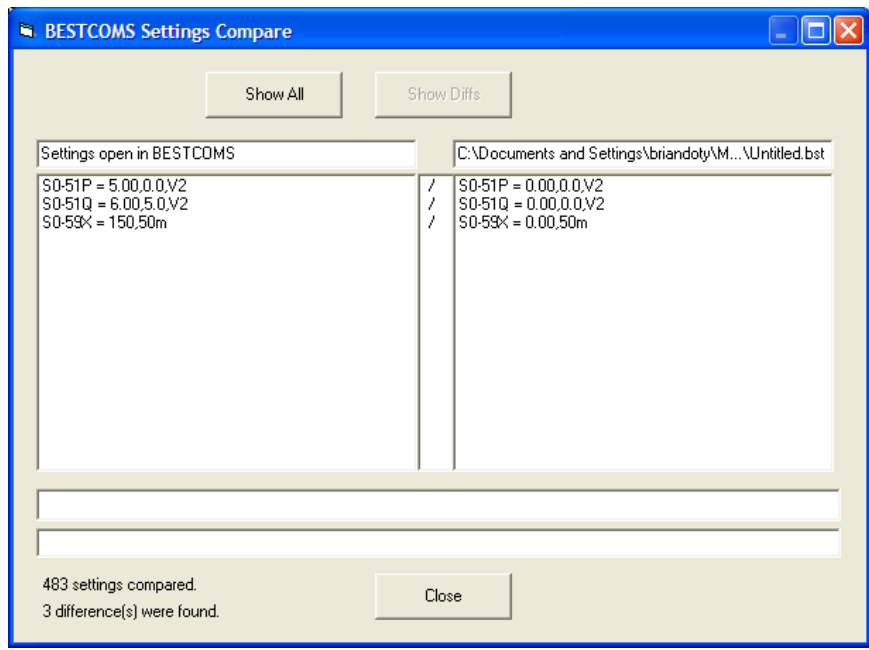 BESTCOMS Settings Compare
Show All
Show Diffs
Settings open in BESTCOMS
C:\Documents and Settings\briandoty\M...\Untitled.bst
S0-51P = 5.00,0.0,V2 / S0-51P = 0.00,0.0,V2
S0-51Q = 6.00,5.0,V2 / S0-51Q = 0.00,0.0,V2
S0-59X = 150,50m / S0-59X = 0.00,50m
483 settings compared.
3 difference(s) were found.
Close